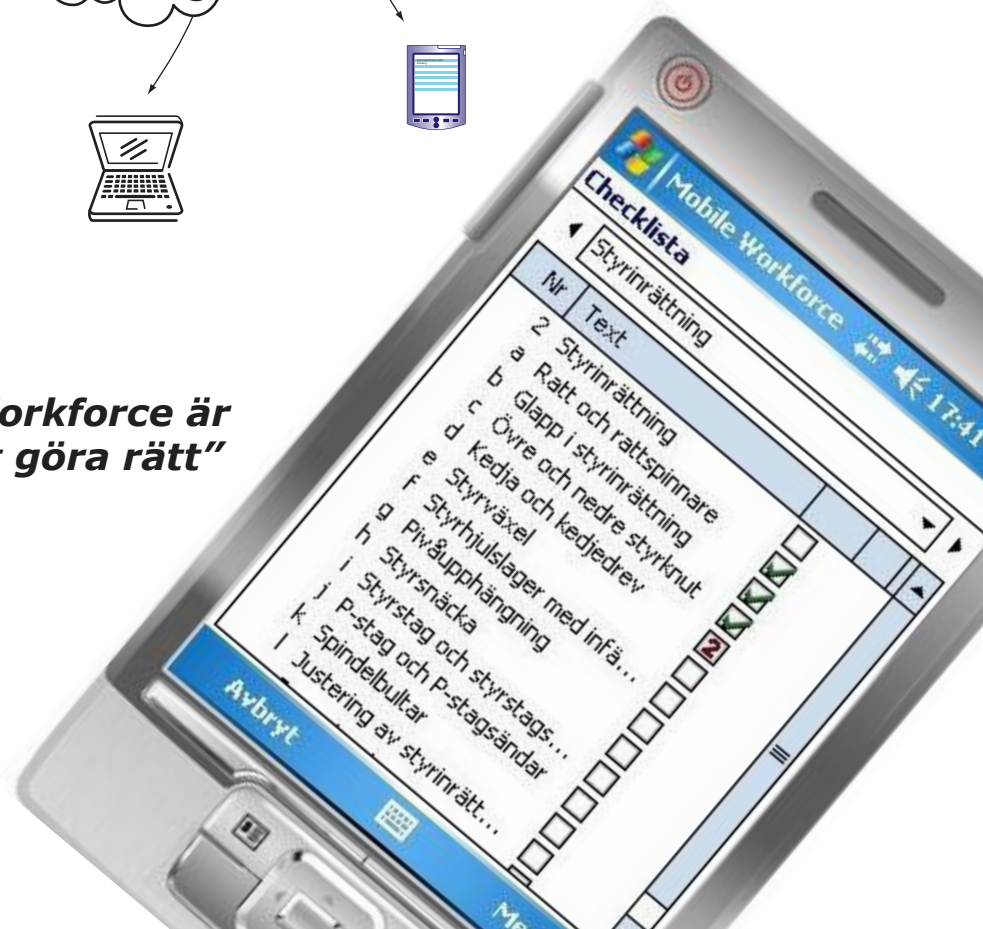 orkforce är
göra rätt”
Mobile Workforce 17:41
Checklista
Styrinrättning
Nr Text
2 Styrinrättning
a Ratt och rattspinnare
b Glapp i styrinrättning
c Övre och nedre styrknut
d Kedja och kedjedrev
e Styrväxel
f Styrhjulslager med infä...
g Pivåupphängning
h Styrsnäcka
i Styrstag och styrstags...
j P-stag och P-stagsändar
k Spindelbultar
l Justering av styrinrätt...
2
Avbryt